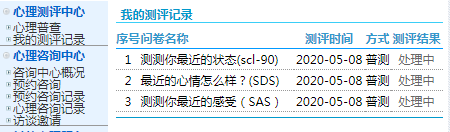 心理测评中心
心理普查
我的测评记录
心理咨询中心
咨询中心概况
预约咨询
预约咨询记录
心理咨询记录
访谈邀请
我的测评记录
序号 问卷名称 测评时间 方式 测评结果
1 测测你最近的状态(scl-90) 2020-05-08 普测 处理中
2 最近的心情怎么样？(SDS) 2020-05-08 普测 处理中
3 测测你最近的感受（SAS ） 2020-05-08 普测 处理中